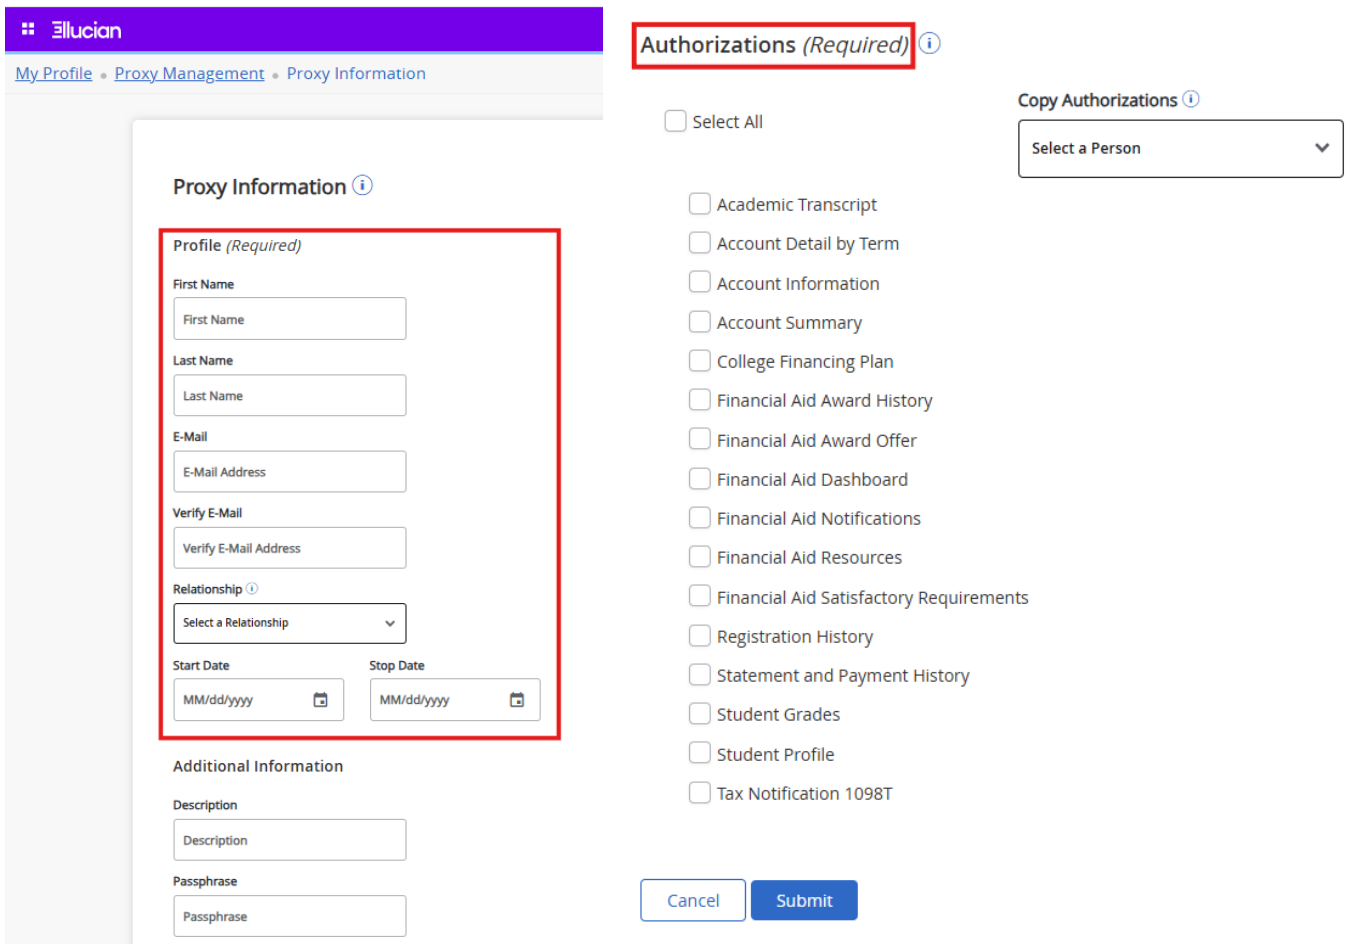 Ellucian
My Profile • Proxy Management • Proxy Information
Proxy Information
Profile (Required)
First Name
First Name
Last Name
Last Name
E-Mail
E-Mail Address
Verify E-Mail
Verify E-Mail Address
Relationship
Select a Relationship
Start Date Stop Date
MM/dd/yyyy MM/dd/yyyy
Additional Information
Description
Description
Passphrase
Passphrase
Authorizations (Required)
Copy Authorizations
Select All
Select a Person
Academic Transcript
Account Detail by Term
Account Information
Account Summary
College Financing Plan
Financial Aid Award History
Financial Aid Award Offer
Financial Aid Dashboard
Financial Aid Notifications
Financial Aid Resources
Financial Aid Satisfactory Requirements
Registration History
Statement and Payment History
Student Grades
Student Profile
Tax Notification 1098T
Cancel Submit